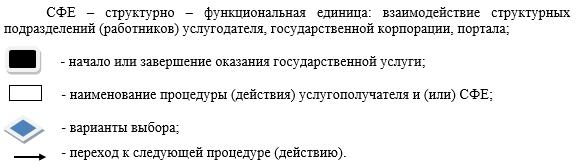 СФЕ – структурно – функциональная единица: взаимодействие структурных
подразделений (работников) услугодателя, государственной корпорации, портала;
- начало или завершение оказания государственной услуги;
- наименование процедуры (действия) услугополучателя и (или) СФЕ;
- варианты выбора;
- переход к следующей процедуре (действию).